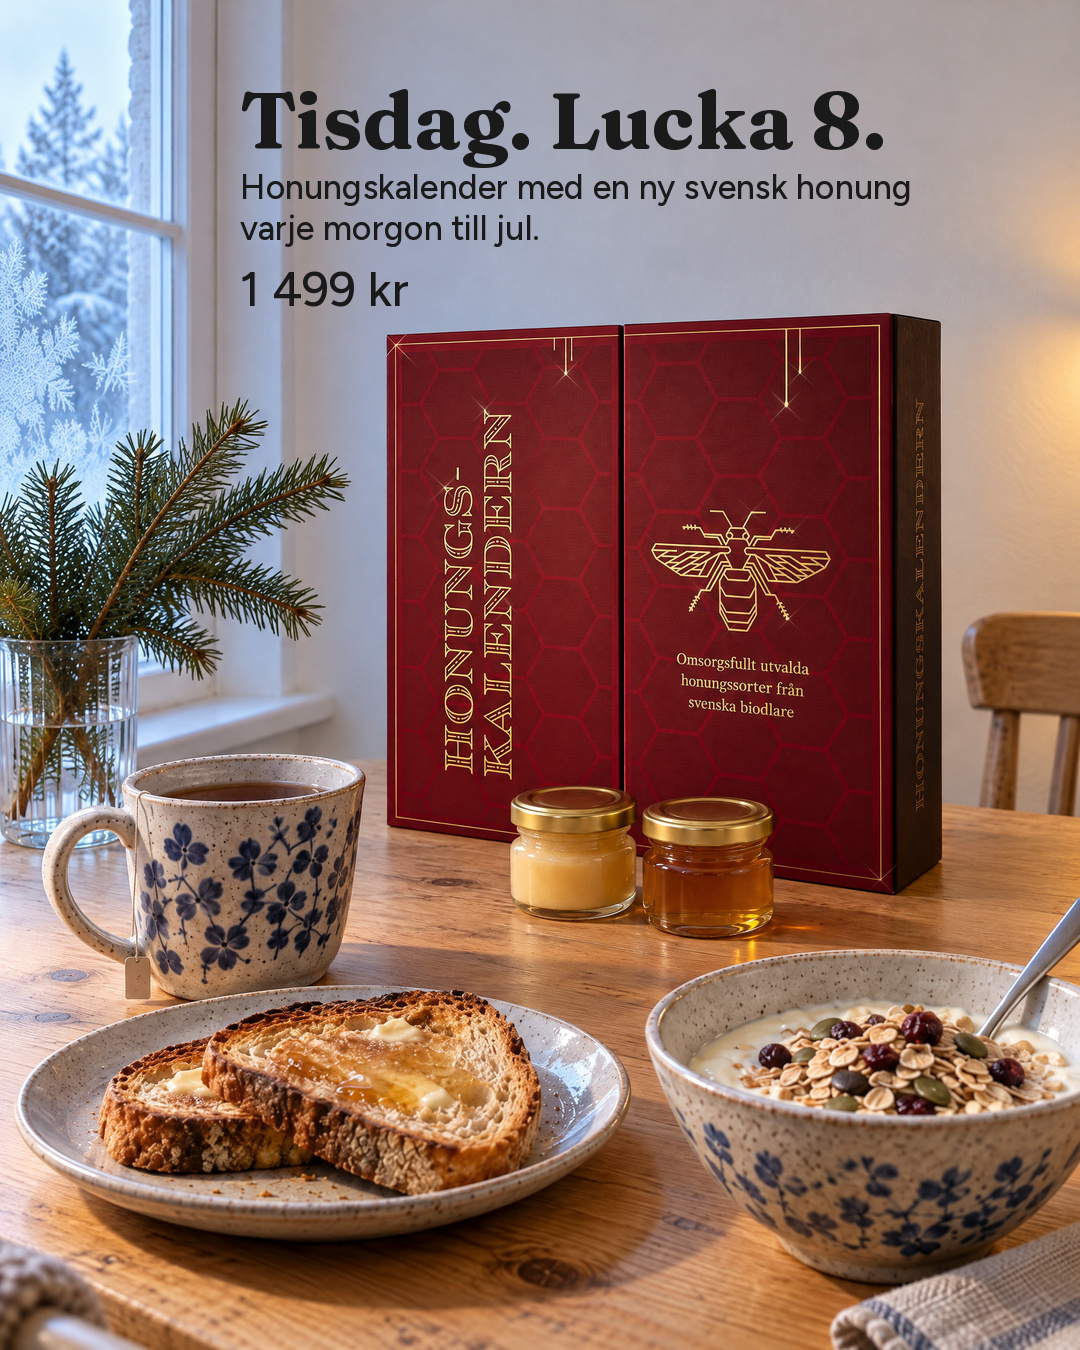 Tisdag. Lucka 8.
Honungskalender med en ny svensk honung
varje morgon till jul.
1 499 kr
HONUNGS-
KALENDERN
Omsorgsfullt utvalda
honungssorter från
svenska biodlare
HONUNGSKALENDERN